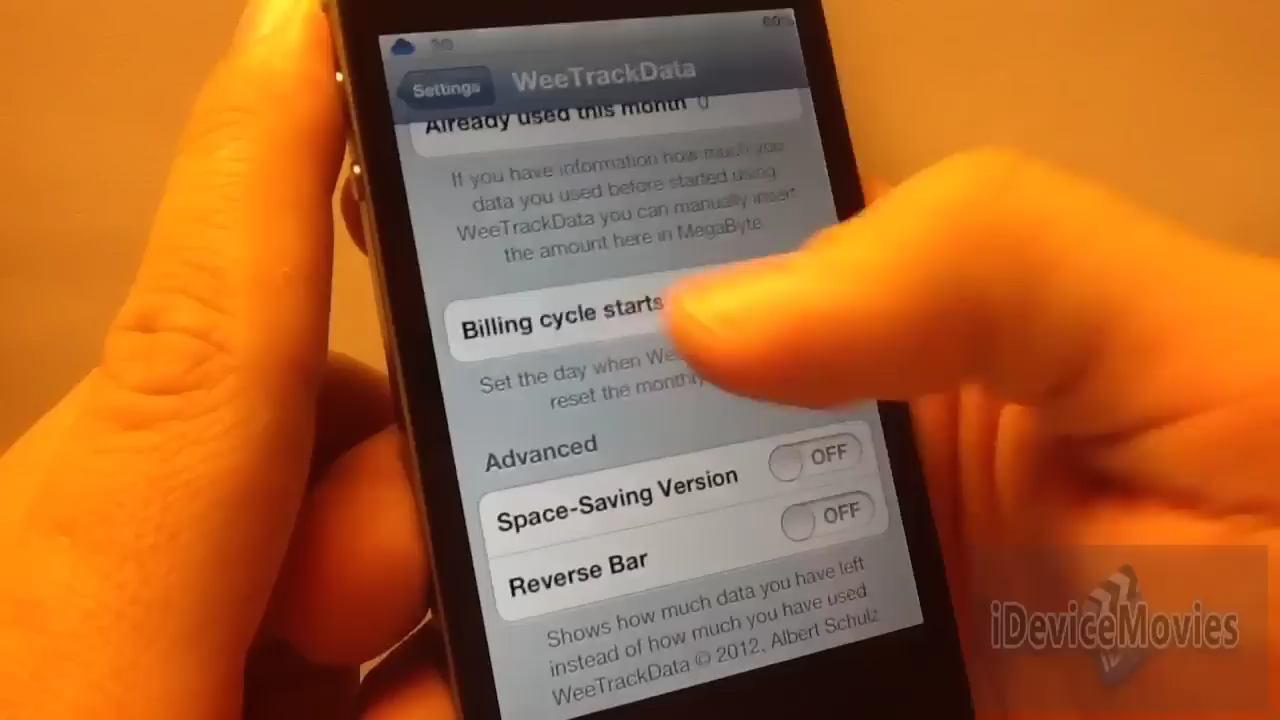 3G
WeeTrackData
Settings
Already used this month 0
If you have information how much you
data you used before started using
WeeTrackData you can manually insert
the amount here in MegaByte
Billing cycle starts
Set the day when
reset the monthly
Advanced
Space-Saving Version OFF
Reverse Bar OFF
Shows how much data you have left
instead of how much you have used
WeeTrackData © 2012, Albert Schulz
iDeviceMovies